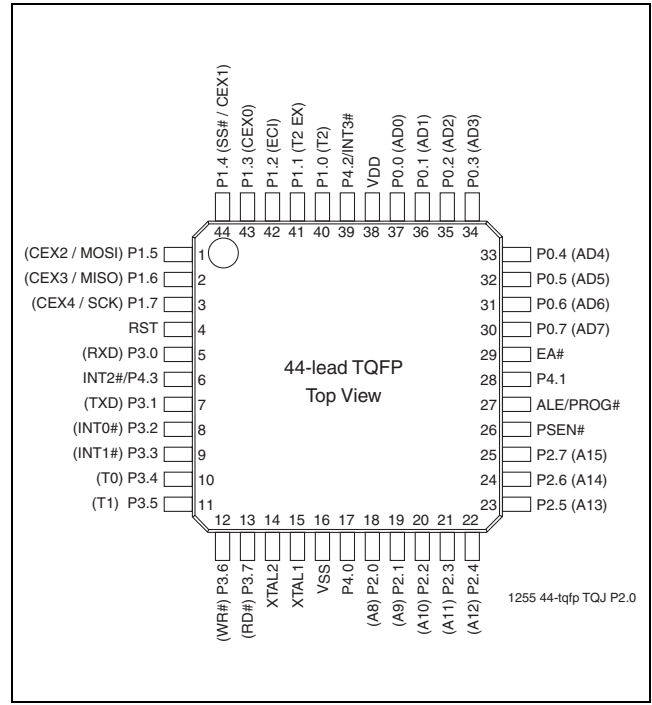 P1.4 (SS# / CEX1)
P1.3 (CEX0)
P1.2 (ECI)
P1.1 (T2 EX)
P1.0 (T2)
P4.2/INT3#
VDD
P0.0 (AD0)
P0.1 (AD1)
P0.2 (AD2)
P0.3 (AD3)
44 43 42 41 40 39 38 37 36 35 34
(CEX2 / MOSI) P1.5 1
(CEX3 / MISO) P1.6 2
(CEX4 / SCK) P1.7 3
RST 4
(RXD) P3.0 5
INT2#/P4.3 6
(TXD) P3.1 7
(INT0#) P3.2 8
(INT1#) P3.3 9
(T0) P3.4 10
(T1) P3.5 11
44-lead TQFP
Top View
33 P0.4 (AD4)
32 P0.5 (AD5)
31 P0.6 (AD6)
30 P0.7 (AD7)
29 EA#
28 P4.1
27 ALE/PROG#
26 PSEN#
25 P2.7 (A15)
24 P2.6 (A14)
23 P2.5 (A13)
12 13 14 15 16 17 18 19 20 21 22
(WR#) P3.6
(RD#) P3.7
XTAL2
XTAL1
VSS
P4.0
(A8) P2.0
(A9) P2.1
(A10) P2.2
(A11) P2.3
(A12) P2.4
1255 44-tqfp TQJ P2.0